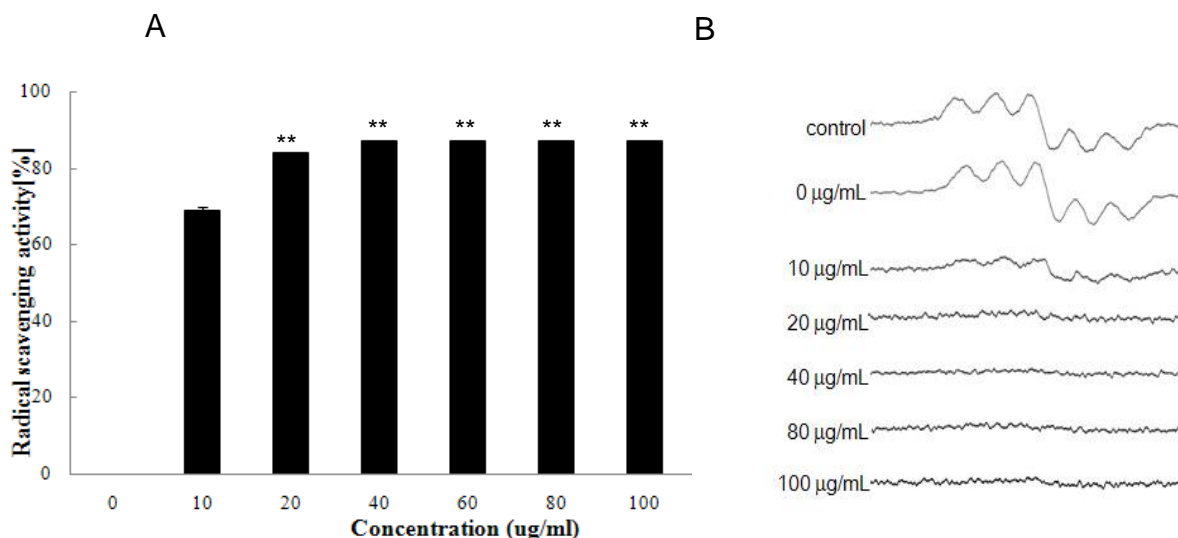 A
B
Radical scavenging activity[%]
100
80
60
40
20
0
** ** ** ** **
0 10 20 40 60 80 100
Concentration (ug/ml)
control
0 µg/mL
10 µg/mL
20 µg/mL
40 µg/mL
80 µg/mL
100 µg/mL